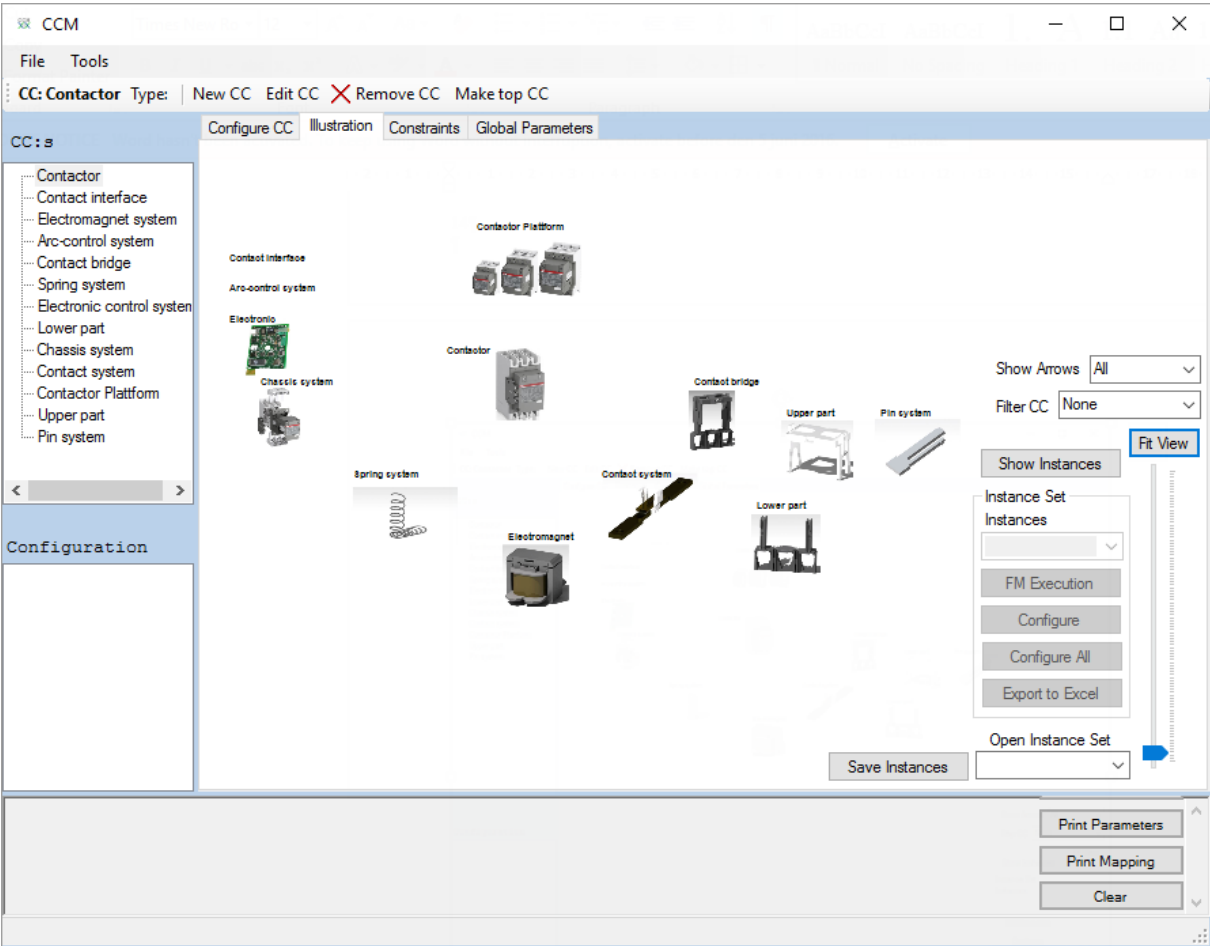 CCM
File Tools
CC: Contactor Type: New CC Edit CC Remove CC Make top CC
CC:s
Configure CC Illustration Constraints Global Parameters
Contactor
Contact interface
Electromagnet system
Arc-control system
Contact bridge
Spring system
Electronic control system
Lower part
Chassis system
Contact system
Contactor Plattform
Upper part
Pin system
Configuration
Contactor Plattform
Contact interface
Arc-control system
Electronic
Contactor
Chassis system
Contact bridge
Upper part
Pin system
Spring system
Contact system
Lower part
Electromagnet
Show Arrows All
Filter CC None
Fit View
Show Instances
Instance Set
Instances
FM Execution
Configure
Configure All
Export to Excel
Open Instance Set
Save Instances
Print Parameters
Print Mapping
Clear